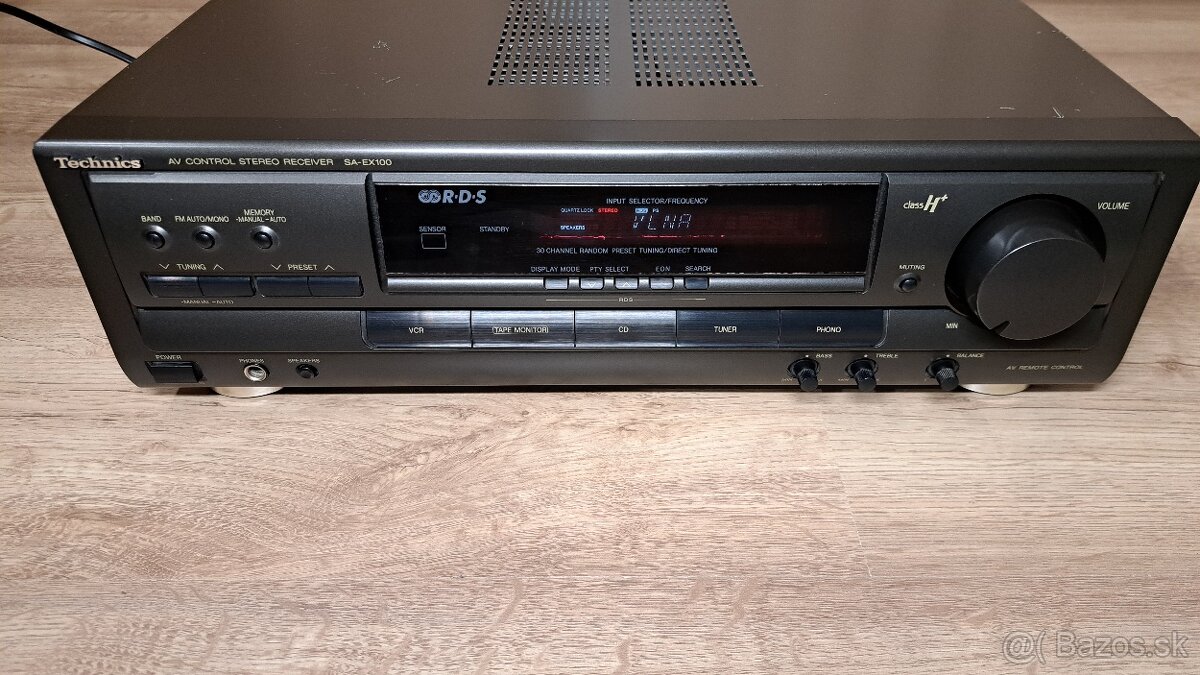 Technics AV CONTROL STEREO RECEIVER SA-EX100
R·D·S INPUT SELECTOR/FREQUENCY
class H+ VOLUME
BAND FM AUTO/MONO MEMORY
-MANUAL -AUTO
QUARTZ LOCK STEREO PS
SENSOR STANDBY SPEAKERS VLNA
30 CHANNEL RANDOM PRESET TUNING/DIRECT TUNING
TUNING PRESET
DISPLAY MODE PTY SELECT EON SEARCH
MUTING
-MANUAL -AUTO
RDS
VCR TAPE MONITOR CD TUNER PHONO MIN
POWER PHONES SPEAKERS BASS TREBLE BALANCE
AV REMOTE CONTROL
@( Bazos.sk